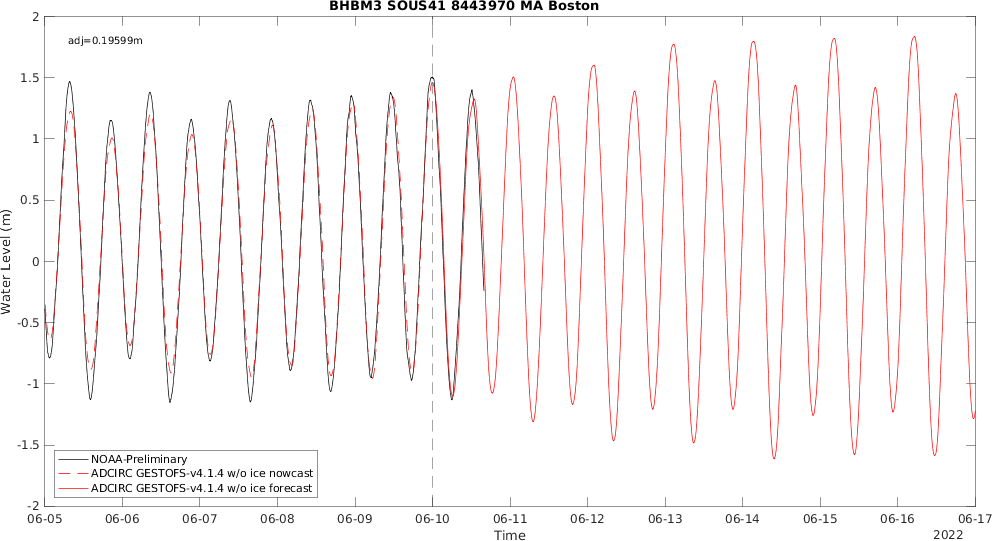 BHBM3 SOUS41 8443970 MA Boston
adj=0.19599m
2
1.5
1
0.5
0
-0.5
-1
-1.5
-2
Water Level (m)
NOAA-Preliminary
ADCIRC GESTOFS-v4.1.4 w/o ice nowcast
ADCIRC GESTOFS-v4.1.4 w/o ice forecast
06-05 06-06 06-07 06-08 06-09 06-10 06-11 06-12 06-13 06-14 06-15 06-16 06-17
Time
2022